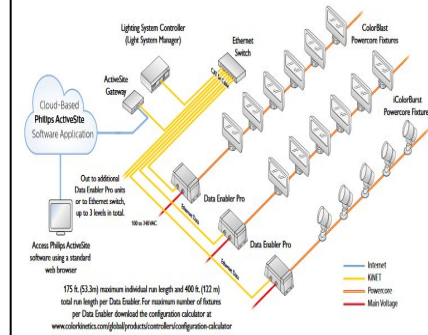 Lighting System Controller
(Light System Manager)
Ethernet
Switch
ColorBlast
Powercore Fixtures
ActiveSite
Gateway
iColorBurst
Powercore Fixtures
Cloud-Based
Philips ActiveSite
Software Application
Out to additional
Data Enabler Pro units
or to Ethernet switch,
up to 3 levels in total.
Data Enabler Pro
100 to 240VAC
Ethernet Data
Data Enabler Pro
Ethernet Data
Access Philips ActiveSite
software using a standard
web browser
Internet
KiNET
Powercore
Main Voltage
175 ft. (53.3m) maximum individual run length and 400 ft. (122 m)
total run length per Data Enabler. For maximum number of fixtures
per Data Enabler download the configuration calculator at
www.colorkinetics.com/global/products/controllers/configuration-calculator